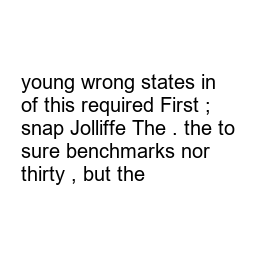 young wrong states in
of this required First ;
snap Jolliffe The . the to
sure benchmarks nor
thirty , but the